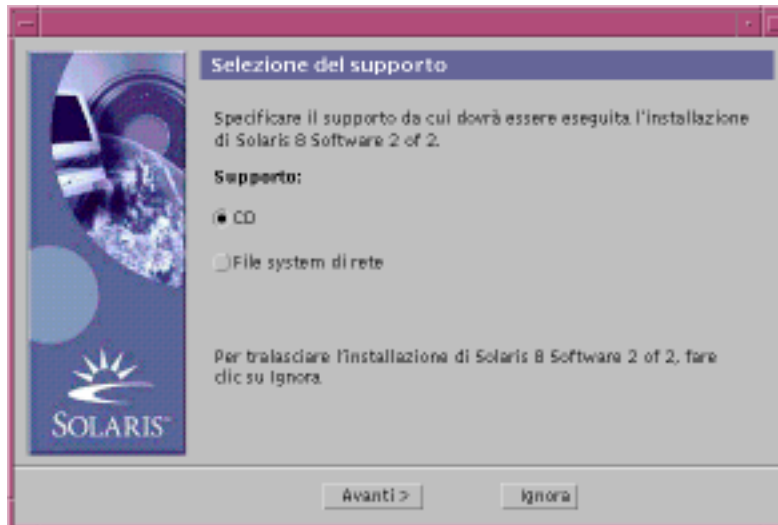 Selezione del supporto
Specificare il supporto da cui dovrà essere eseguita l'installazione
di Solaris 8 Software 2 of 2.
Supporto:
CD
File system di rete
Per tralasciare l'installazione di Solaris 8 Software 2 of 2, fare
clic su Ignora.
SOLARIS™
Avanti >
Ignora